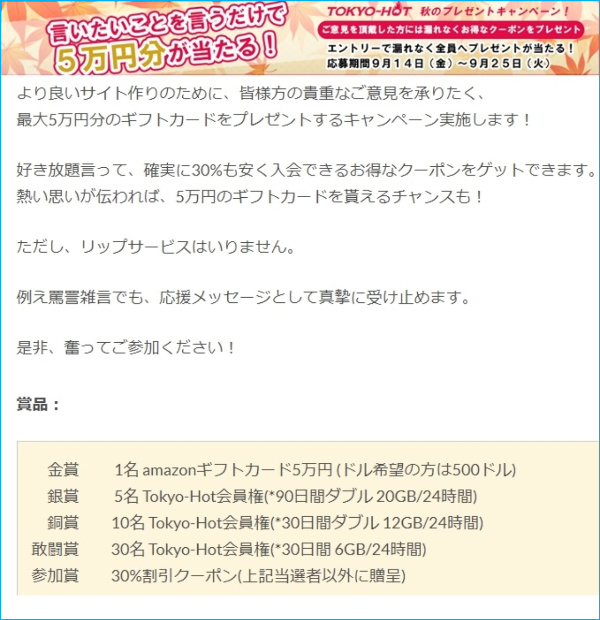 言いたいことを言うだけで
5万円分が当たる!
TOKYO-HOT 秋のプレゼントキャンペーン!
ご意見を頂戴した方には漏れなくお得なクーポンをプレゼント
エントリーで漏れなく全員へプレゼントが当たる!
応募期間9月14日(金)~9月25日(火)
より良いサイト作りのために、皆様方の貴重なご意見を承りたく、
最大5万円分のギフトカードをプレゼントするキャンペーン実施します!
好き放題言って、確実に30%も安く入会できるお得なクーポンをゲットできます。
熱い思いが伝われば、5万円のギフトカードを貰えるチャンスも!
ただし、リップサービスはいりません。
例え罵詈雑言でも、応援メッセージとして真摯に受け止めます。
是非、奮ってご参加ください!
賞品:
金賞 1名 amazonギフトカード5万円 (ドル希望の方は500ドル)
銀賞 5名 Tokyo-Hot会員権(*90日間ダブル 20GB/24時間)
銅賞 10名 Tokyo-Hot会員権(*30日間ダブル 12GB/24時間)
敢闘賞 30名 Tokyo-Hot会員権(*30日間 6GB/24時間)
参加賞 30%割引クーポン(上記当選者以外に贈呈)